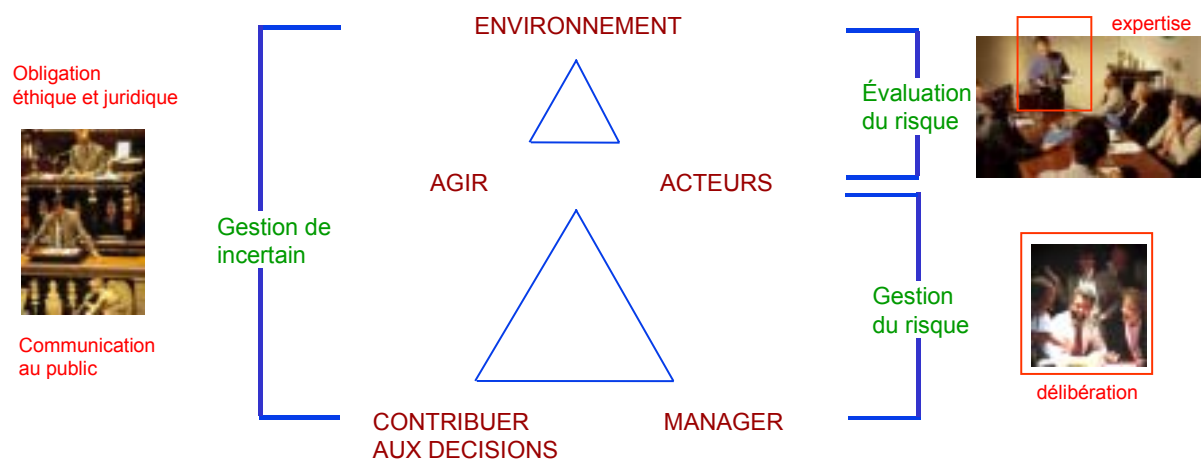 ENVIRONNEMENT
expertise
Obligation
éthique et juridique
Évaluation
du risque
AGIR
ACTEURS
Gestion de
incertain
Gestion
du risque
Communication
au public
délibération
CONTRIBUER
AUX DECISIONS
MANAGER